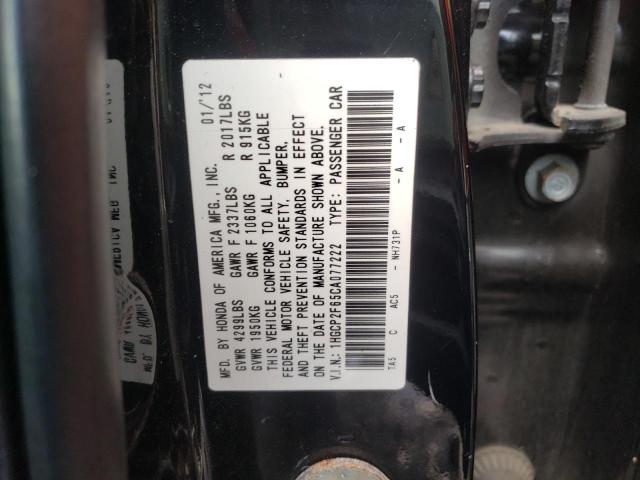 MFD. BY HONDA OF AMERICA MFG., INC. 01/'12
GVWR 4299LBS GAWR F 2337LBS R 2017LBS
GVWR 1950KG GAWR F 1060KG R 915KG
THIS VEHICLE CONFORMS TO ALL APPLICABLE
FEDERAL MOTOR VEHICLE SAFETY, BUMPER,
AND THEFT PREVENTION STANDARDS IN EFFECT
ON THE DATE OF MANUFACTURE SHOWN ABOVE.
V.I.N.: 1HGCP2F65CA077222 TYPE: PASSENGER CAR
TA5 C AC5 - NH731P - A - A